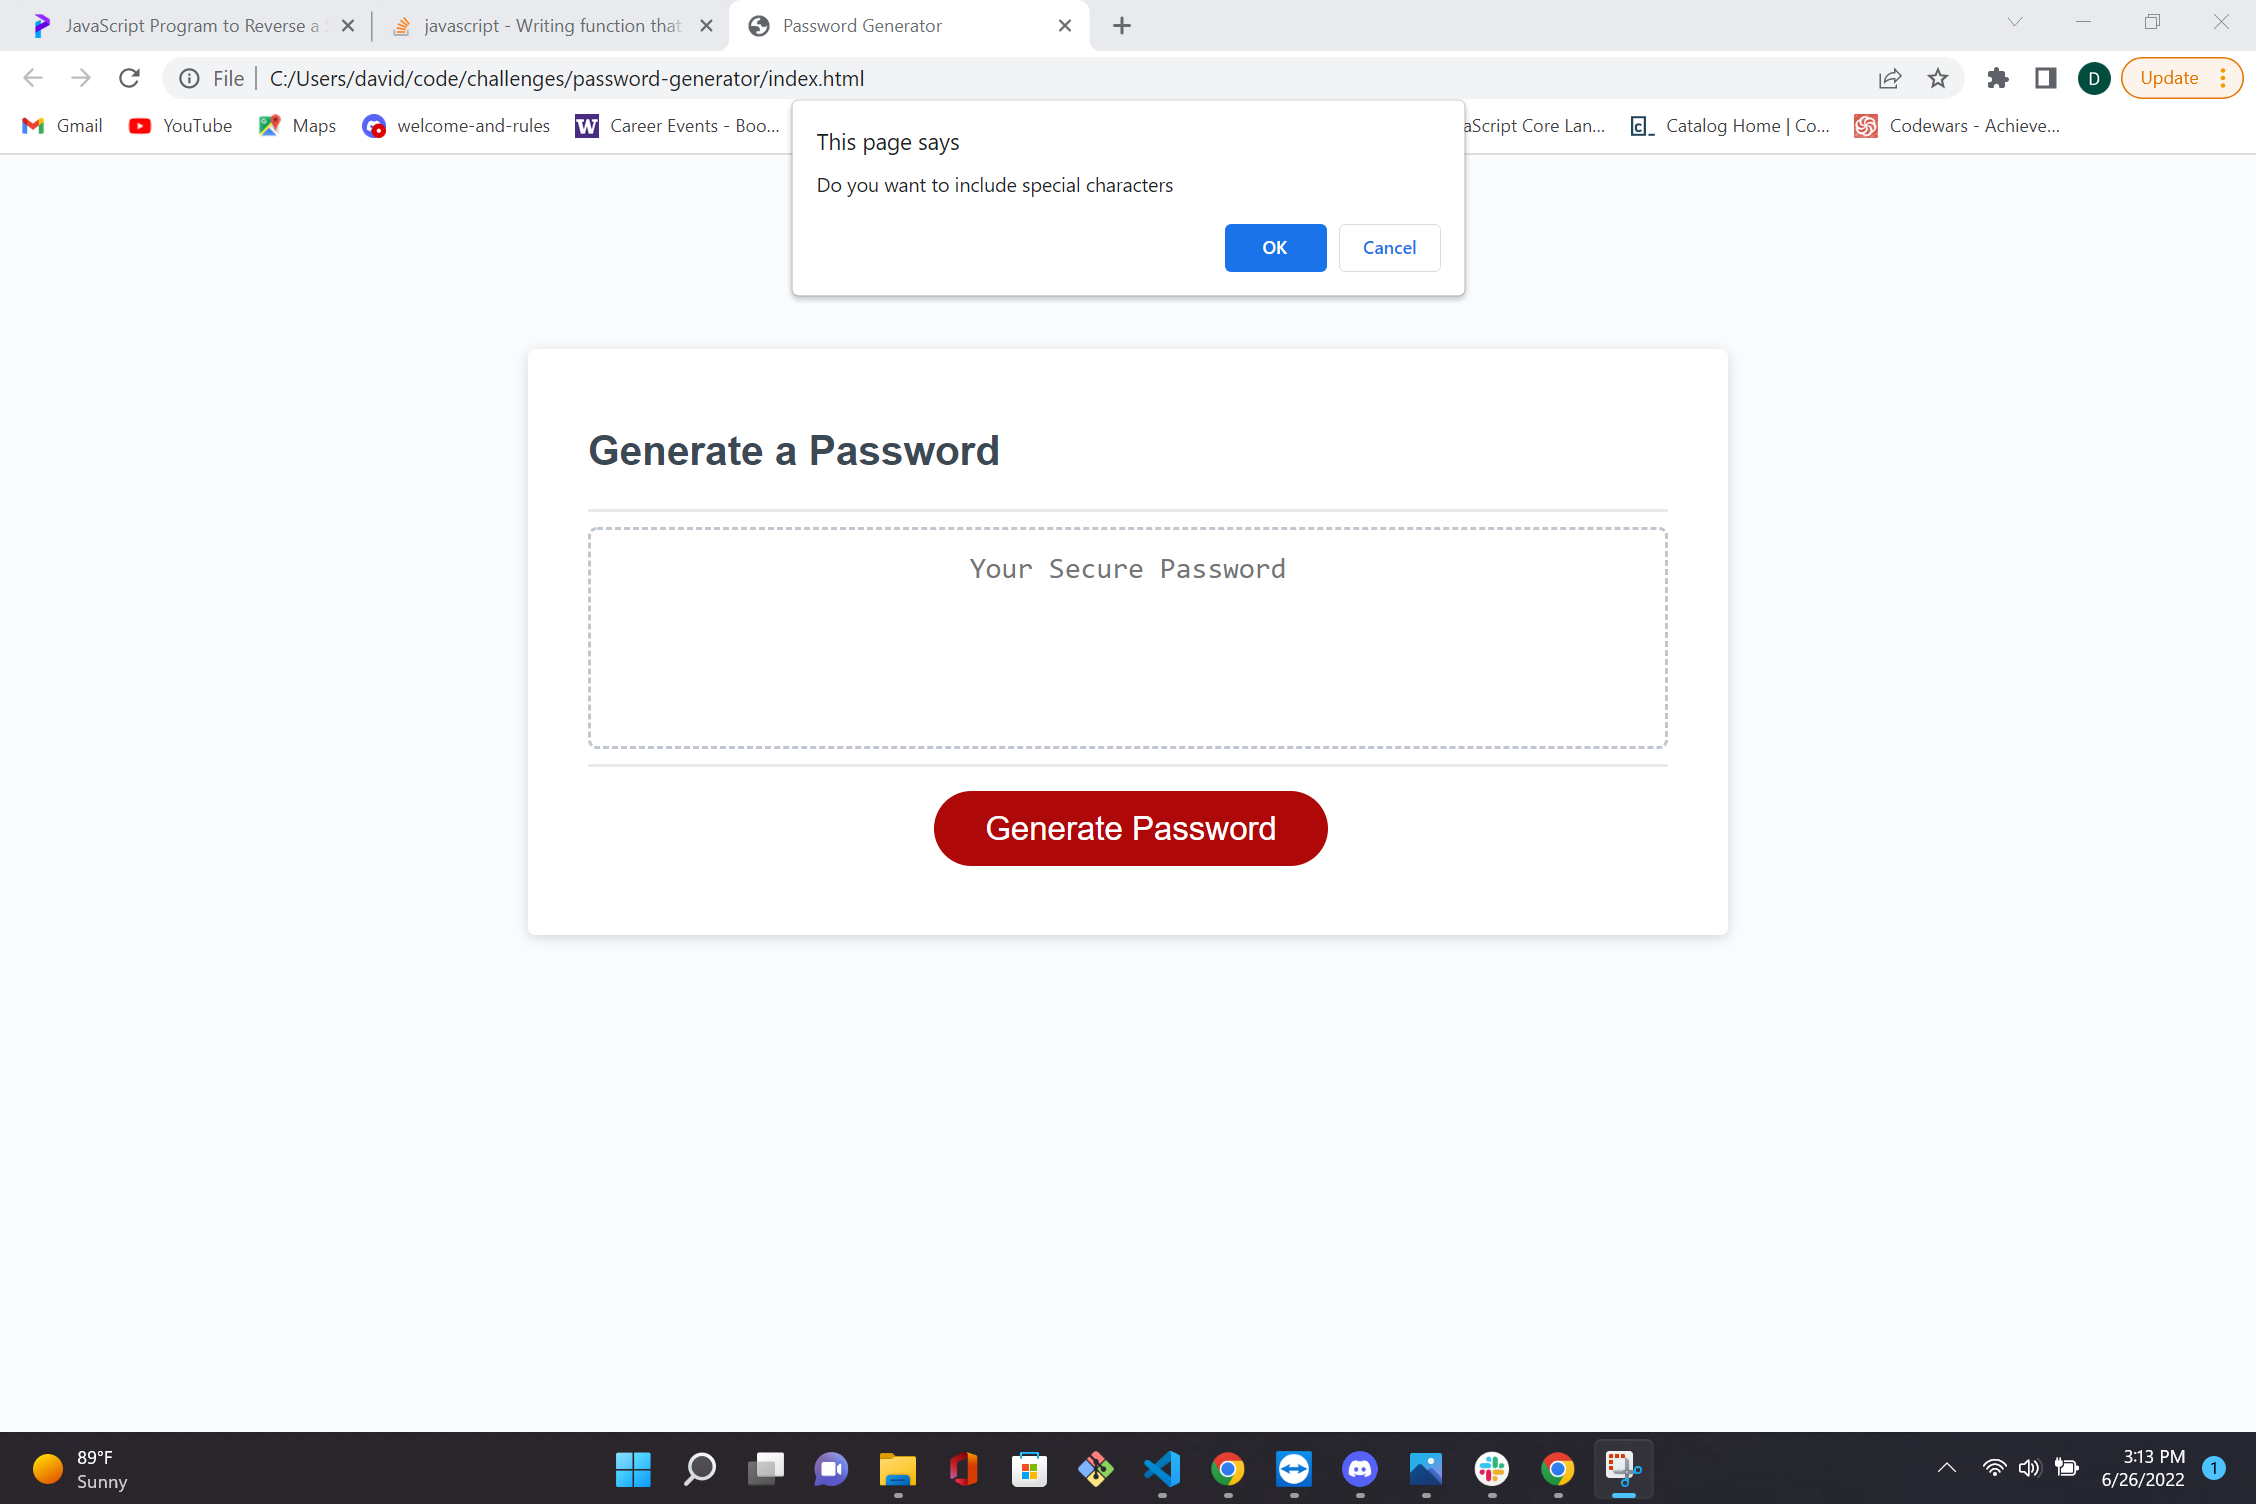 JavaScript Program to Reverse a
javascript - Writing function that
Password Generator
File
C:/Users/david/code/challenges/password-generator/index.html
D
Update
Gmail
YouTube
Maps
welcome-and-rules
Career Events - Boo...
aScript Core Lan...
Catalog Home | Co...
Codewars - Achieve...
This page says
Do you want to include special characters
OK
Cancel
Generate a Password
Your Secure Password
Generate Password
89°F
Sunny
3:13 PM
6/26/2022
1